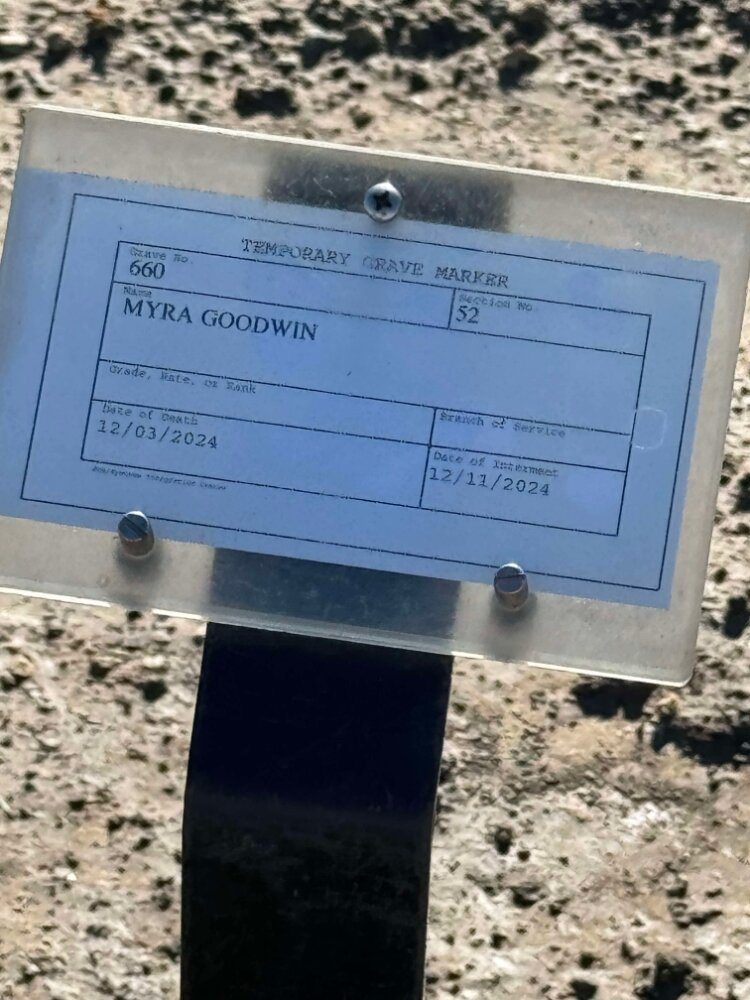 TEMPORARY GRAVE MARKER
Grave No.
660
Section No.
52
Name
MYRA GOODWIN
Grade, Rate, or Rank
Branch of Service
Date of Death
12/03/2024
Date of Interment
12/11/2024